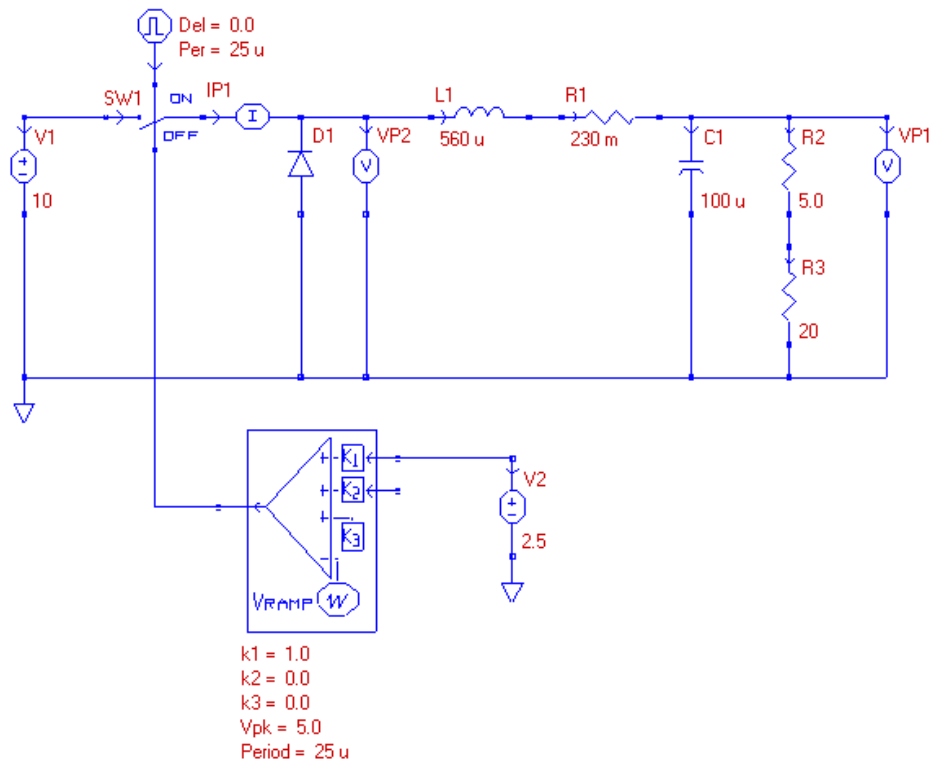 Del = 0.0
Per = 25 u
SW1
ON
OFF
IP1
I
V1
+
-
10
D1
VP2
V
L1
560 u
R1
230 m
C1
100 u
R2
5.0
R3
20
VP1
V
+ K1
+ K2
+ K3
-
VRAMP W
V2
+
-
2.5
k1 = 1.0
k2 = 0.0
k3 = 0.0
Vpk = 5.0
Period = 25 u